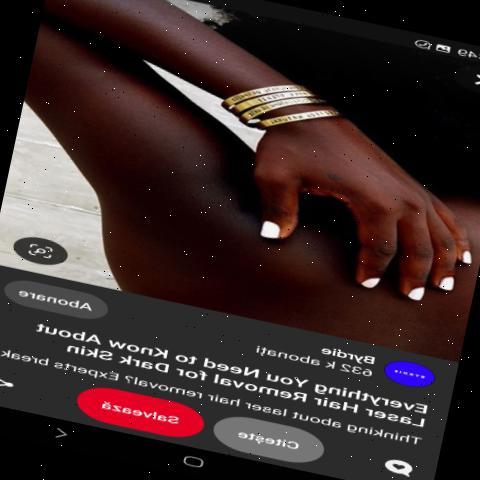 :49
Byrdie
632 k abonați
Abonare
Everything You Need to Know About
Laser Hair Removal for Dark Skin
Thinking about laser hair removal? Experts break
Citește
Salvează